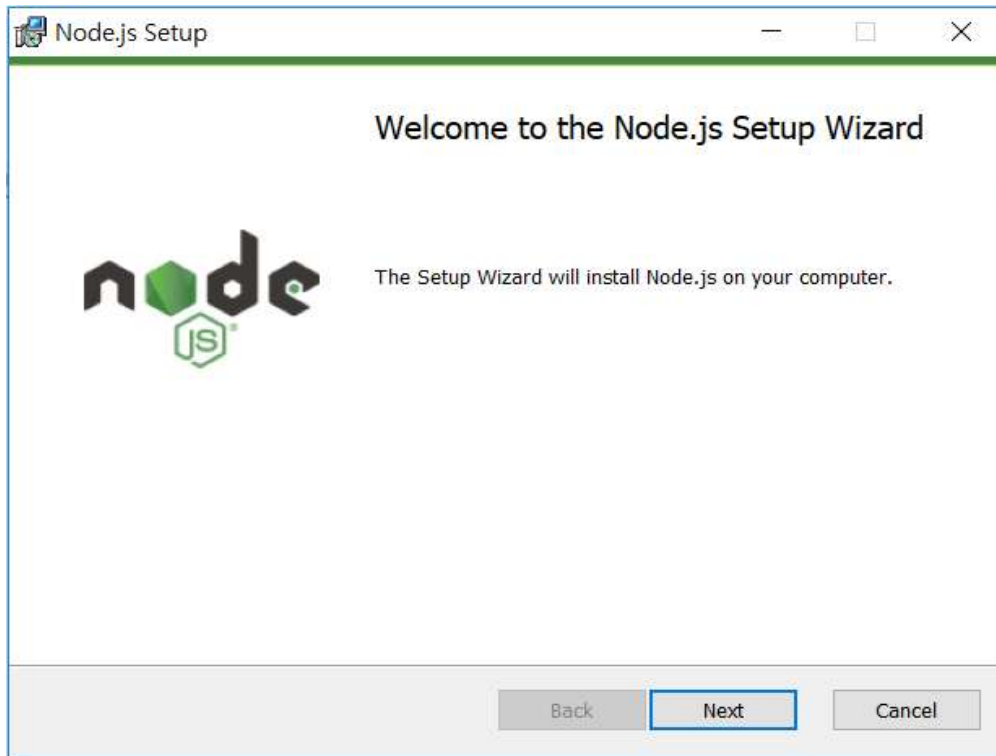 Node.js Setup
Welcome to the Node.js Setup Wizard
The Setup Wizard will install Node.js on your computer.
node
JS
Back
Next
Cancel